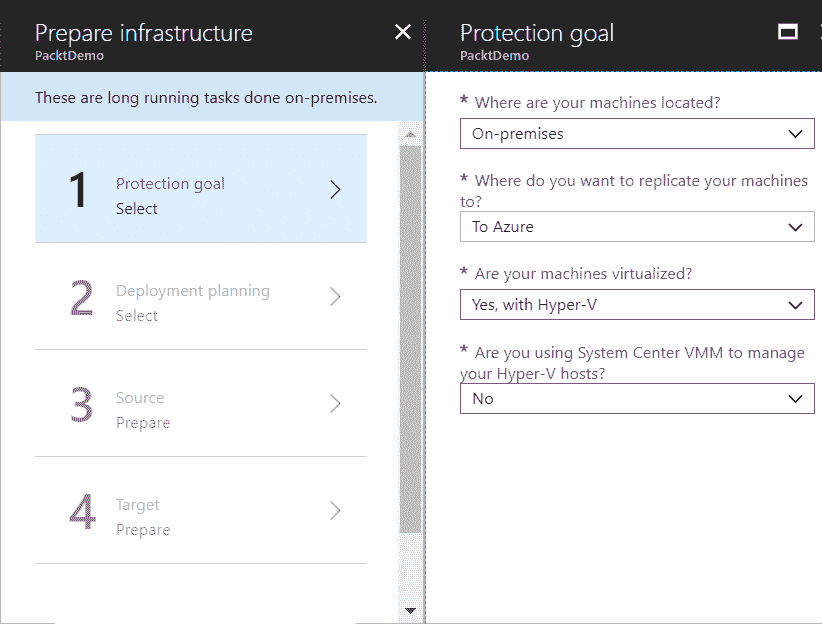 Prepare infrastructure
PacktDemo
These are long running tasks done on-premises.
1
Protection goal
Select
2
Deployment planning
Select
3
Source
Prepare
4
Target
Prepare
Protection goal
PacktDemo
* Where are your machines located?
On-premises
* Where do you want to replicate your machines
to?
To Azure
* Are your machines virtualized?
Yes, with Hyper-V
* Are you using System Center VMM to manage
your Hyper-V hosts?
No